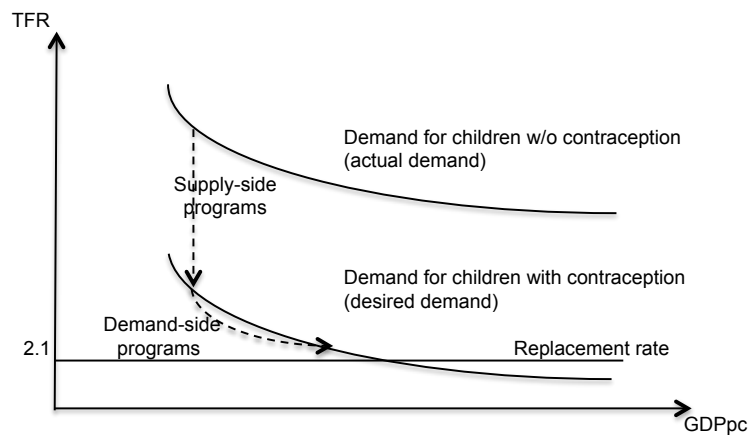 TFR
Demand for children w/o contraception
(actual demand)
Supply-side
programs
Demand for children with contraception
(desired demand)
Demand-side
programs
2.1
Replacement rate
GDPpc